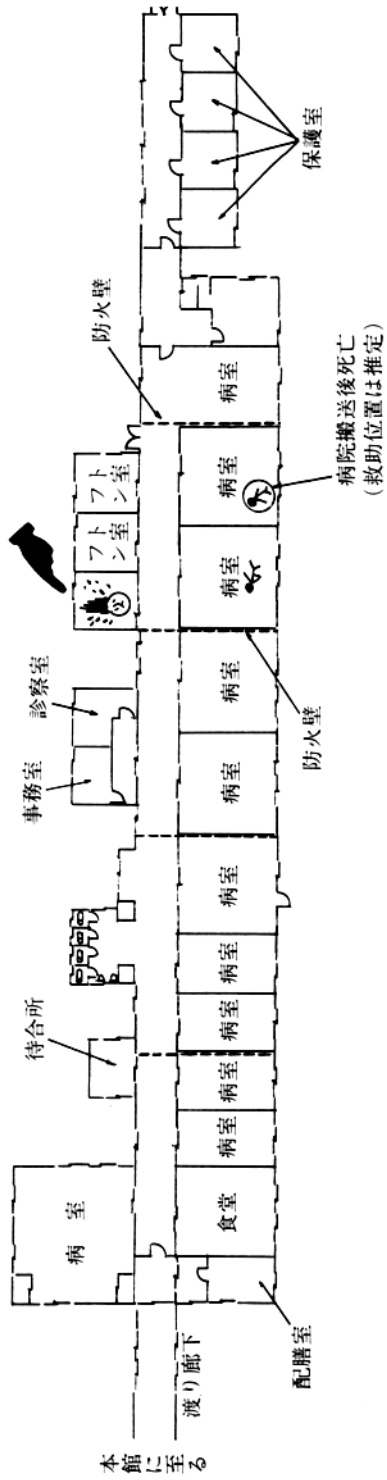 防火壁
保護室
フトン室
フトン室
診察室
事務室
待合所
病室
病室
病室
病室
病室
病室
病室
病室
病室
病室
病室
食堂
配膳室
防火壁
病院搬送後死亡
(救助位置は推定)
渡り廊下
本館に至る